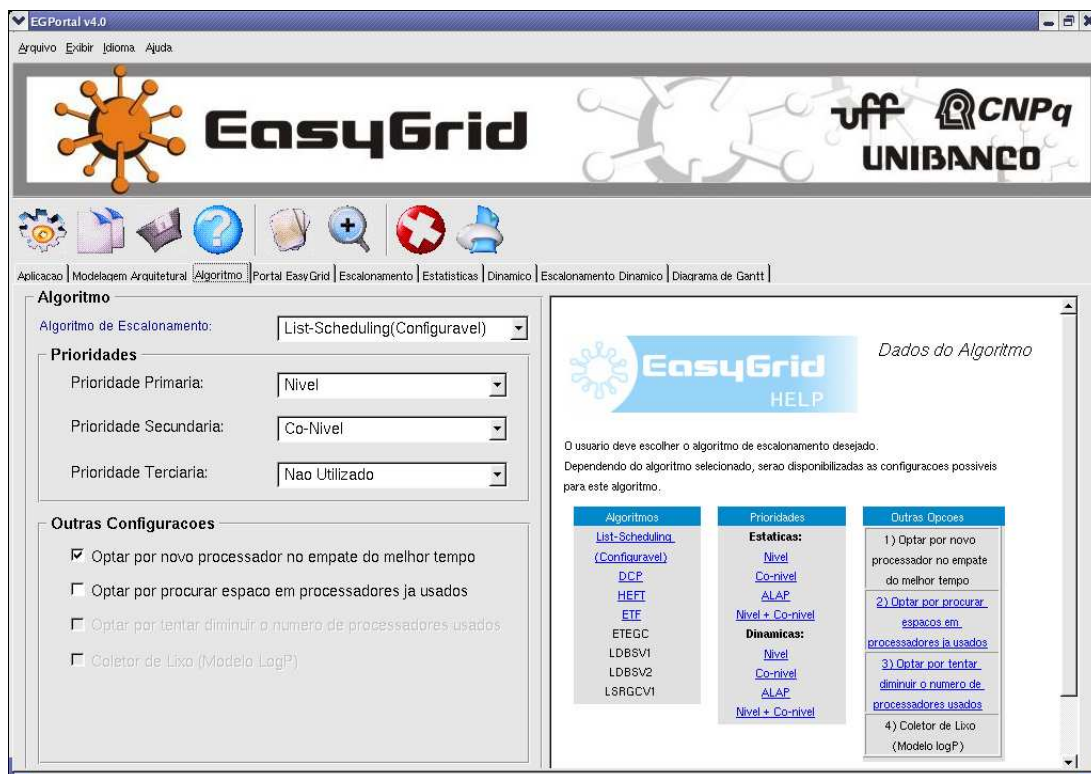 EGPortal v4.0
Arquivo Exibir Idioma Ajuda
EasyGrid
uff CNPq
UNIBANCO
Aplicacao Modelagem Arquitetural Algoritmo Portal EasyGrid Escalonamento Estatisticas Dinamico Escalonamento Dinamico Diagrama de Gantt
Algoritmo
Algoritmo de Escalonamento: List-Scheduling(Configuravel)
Prioridades
Prioridade Primaria: Nivel
Prioridade Secundaria: Co-Nivel
Prioridade Terciaria: Nao Utilizado
Outras Configuracoes
Optar por novo processador no empate do melhor tempo
Optar por procurar espaco em processadores ja usados
Optar por tentar diminuir o numero de processadores usados
Coletor de Lixo (Modelo LogP)
EasyGrid
HELP
Dados do Algoritmo
O usuario deve escolher o algoritmo de escalonamento desejado.
Dependendo do algoritmo selecionado, serao disponibilizadas as configuracoes possiveis
para este algoritmo.
Algoritmos
List-Scheduling
(Configuravel)
DCP
HEFT
ETF
ETEGC
LDBSV1
LDBSV2
LSRGCV1
Prioridades
Estaticas:
Nivel
Co-nivel
ALAP
Nivel + Co-nivel
Dinamicas:
Nivel
Co-nivel
ALAP
Nivel + Co-nivel
Outras Opcoes
1) Optar por novo
processador no empate
do melhor tempo
2) Optar por procurar
espacos em
processadores ja usados
3) Optar por tentar
diminuir o numero de
processadores usados
4) Coletor de Lixo
(Modelo logP)